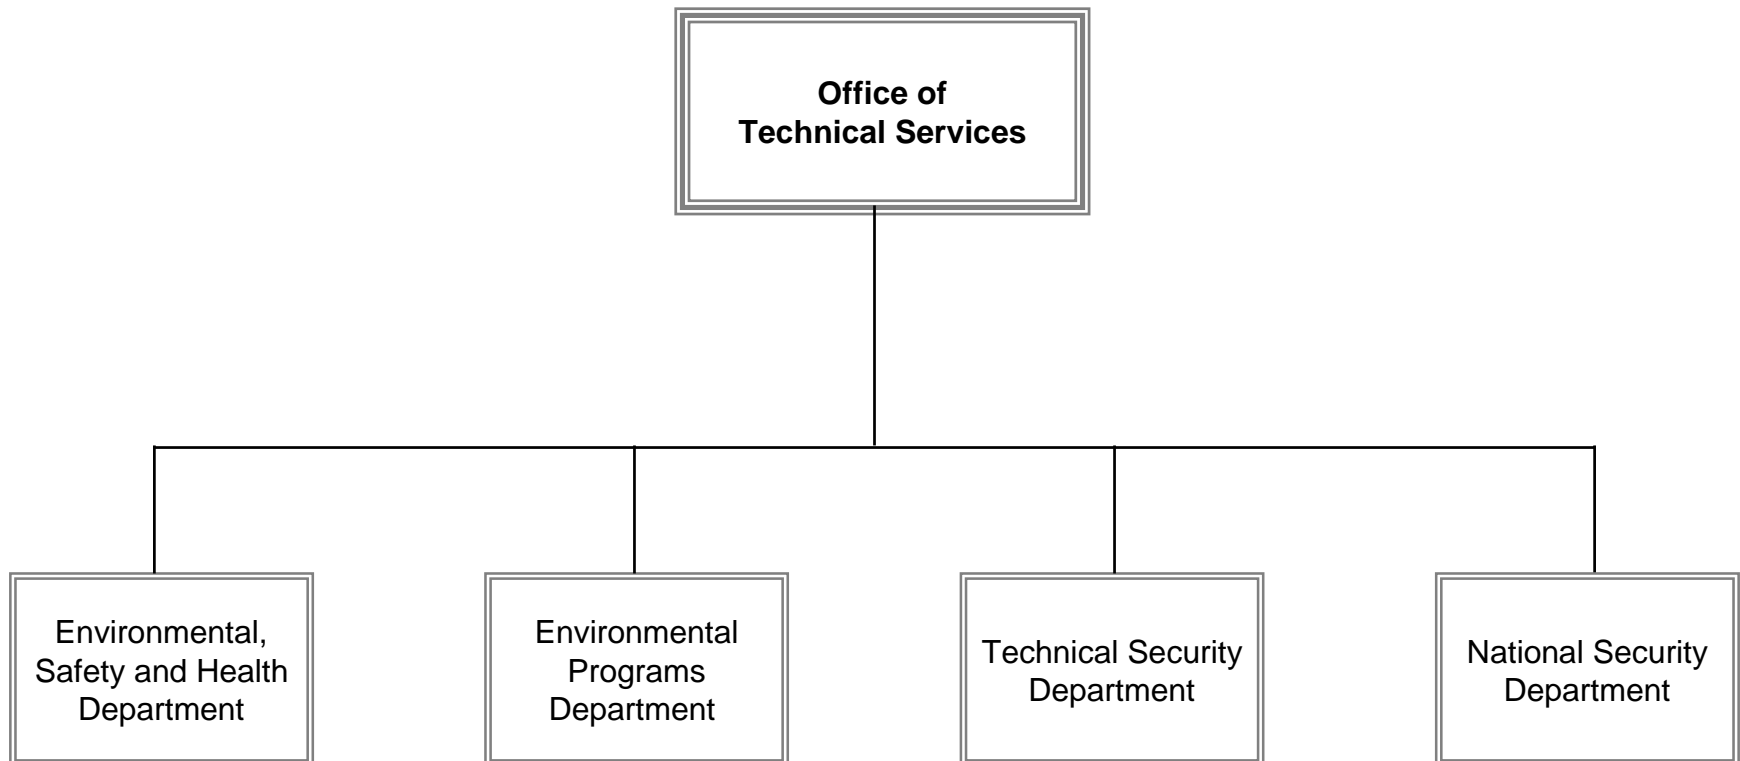 Office of
Technical Services
Environmental,
Safety and Health
Department
Environmental
Programs
Department
Technical Security
Department
National Security
Department